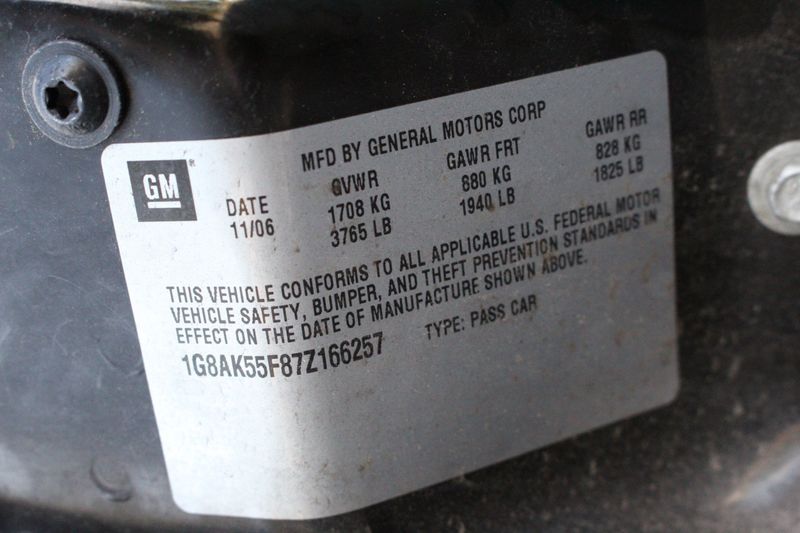 GM
MFD BY GENERAL MOTORS CORP
DATE GVWR GAWR FRT GAWR RR
11/06 1708 KG 880 KG 828 KG
3765 LB 1940 LB 1825 LB
THIS VEHICLE CONFORMS TO ALL APPLICABLE U.S. FEDERAL MOTOR
VEHICLE SAFETY, BUMPER, AND THEFT PREVENTION STANDARDS IN
EFFECT ON THE DATE OF MANUFACTURE SHOWN ABOVE.
1G8AK55F87Z166257 TYPE: PASS CAR